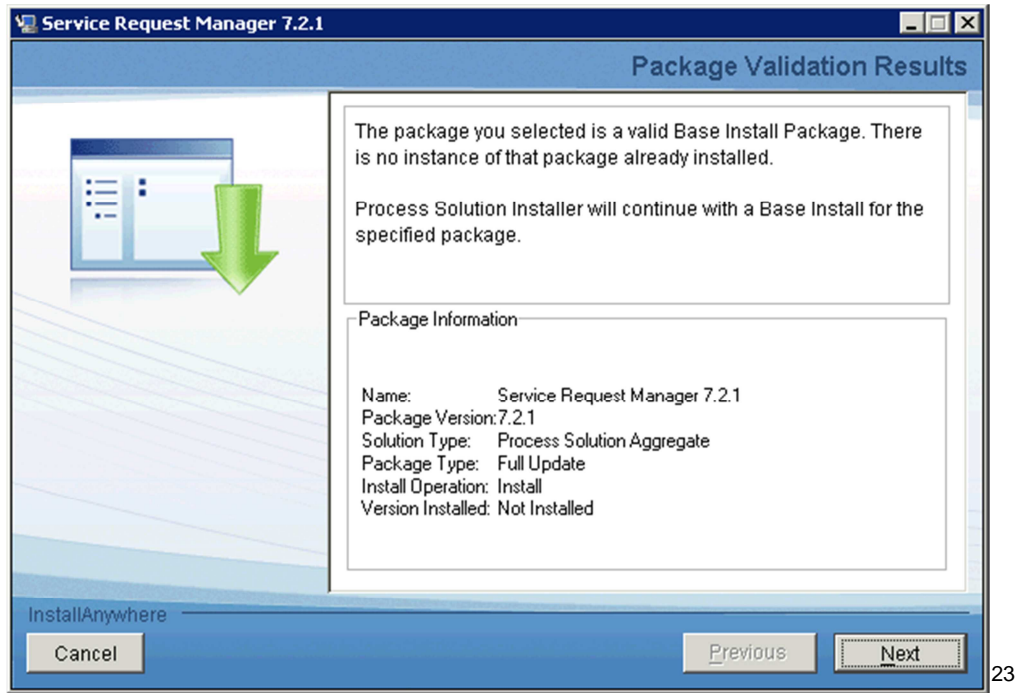 Service Request Manager 7.2.1
Package Validation Results
The package you selected is a valid Base Install Package. There
is no instance of that package already installed.
Process Solution Installer will continue with a Base Install for the
specified package.
Package Information
Name: Service Request Manager 7.2.1
Package Version:7.2.1
Solution Type: Process Solution Aggregate
Package Type: Full Update
Install Operation: Install
Version Installed: Not Installed
InstallAnywhere
Cancel Previous Next
23